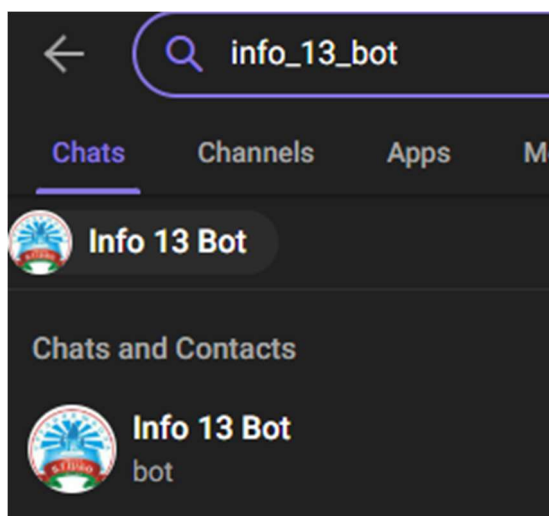 info_13_bot
Chats Channels Apps M
Info 13 Bot
Chats and Contacts
Info 13 Bot
bot